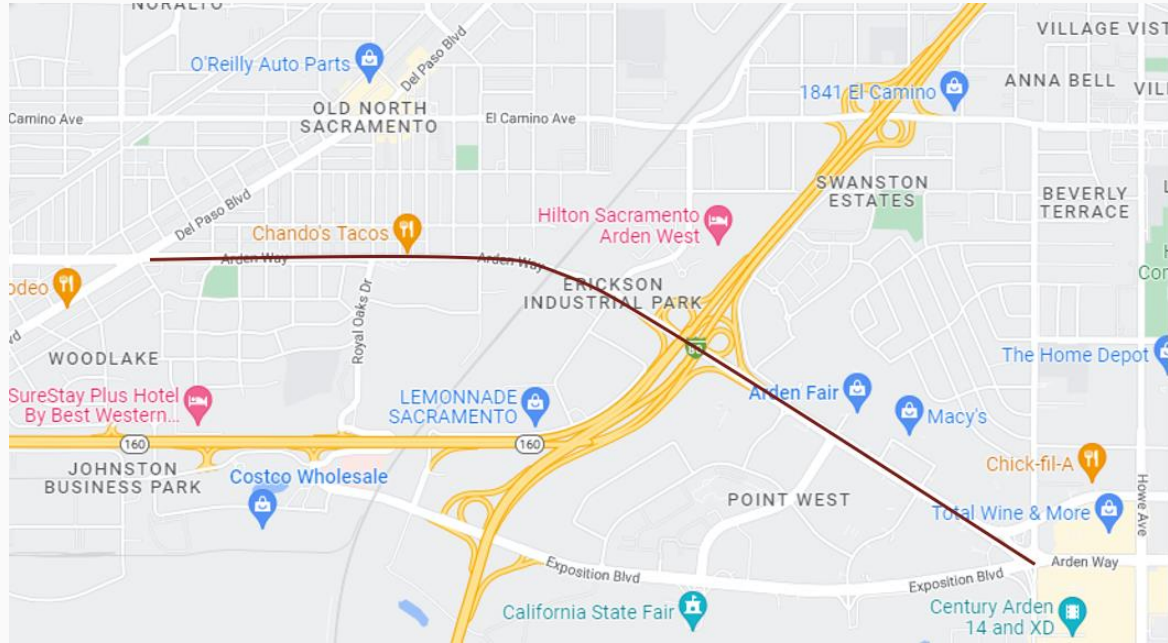 NORALTO
Del Paso Blvd
VILLAGE VIST
O'Reilly Auto Parts
OLD NORTH
SACRAMENTO
Camino Ave
El Camino Ave
1841 El Camino
ANNA BELL
VILL
SWANSTON
ESTATES
BEVERLY
TERRACE
Del Paso Blvd
Hilton Sacramento
Arden West
Chando's Tacos
Arden Way
Arden Way
ERICKSON
INDUSTRIAL PARK
Royal Oaks Dr
WOODLAKE
The Home Depot
SureStay Plus Hotel
By Best Western...
LEMONNADE
SACRAMENTO
Arden Fair
Macy's
160
160
JOHNSTON
BUSINESS PARK
Costco Wholesale
POINT WEST
Chick-fil-A
Howe Ave
Total Wine & More
Exposition Blvd
Exposition Blvd
Arden Way
California State Fair
Century Arden
14 and XD